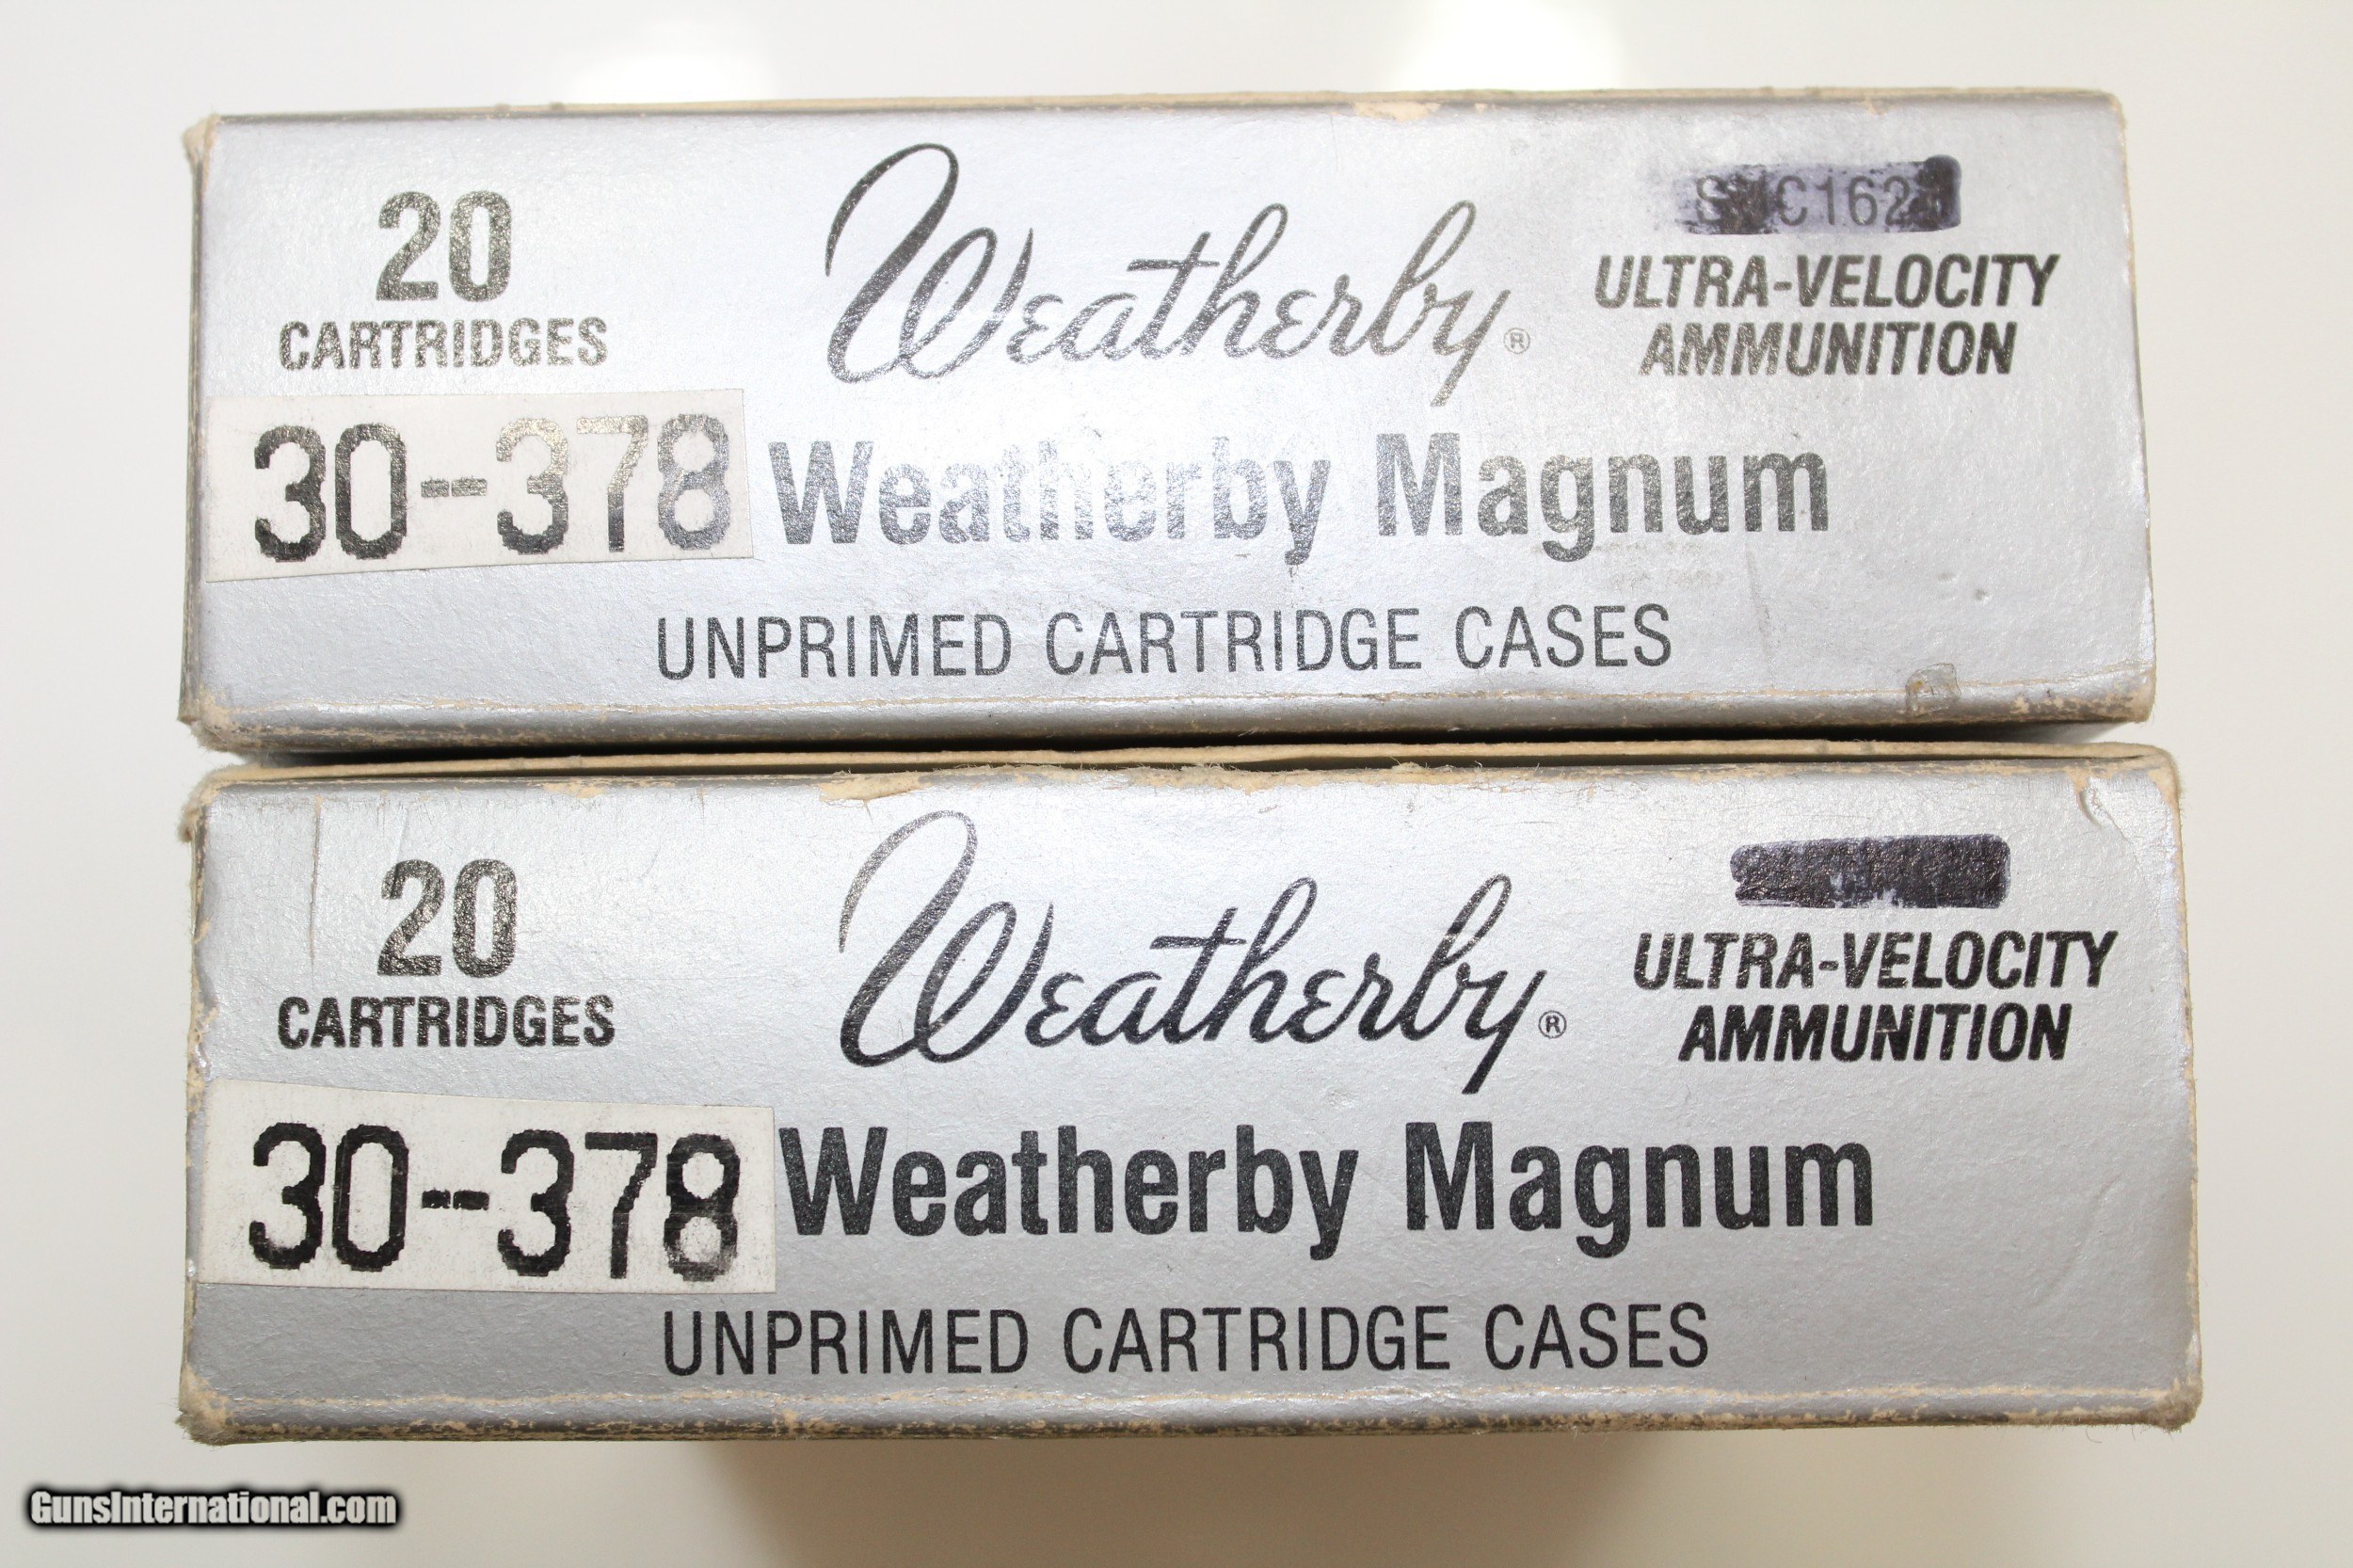 20
CARTRIDGES
Weatherby®
ULTRA-VELOCITY
AMMUNITION
30--378 Weatherby Magnum
UNPRIMED CARTRIDGE CASES
20
CARTRIDGES
Weatherby®
ULTRA-VELOCITY
AMMUNITION
30--378 Weatherby Magnum
UNPRIMED CARTRIDGE CASES
GunsInternational.com